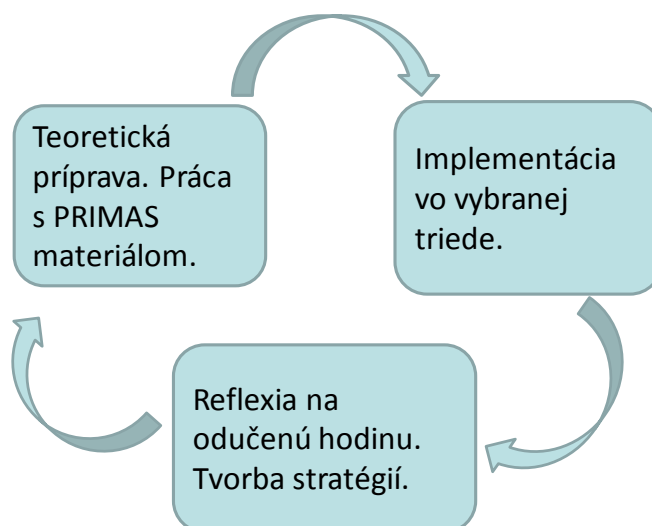 Teoretická
príprava. Práca
s PRIMAS
materiálom.
Implementácia
vo vybranej
triede.
Reflexia na
odučenú hodinu.
Tvorba stratégií.